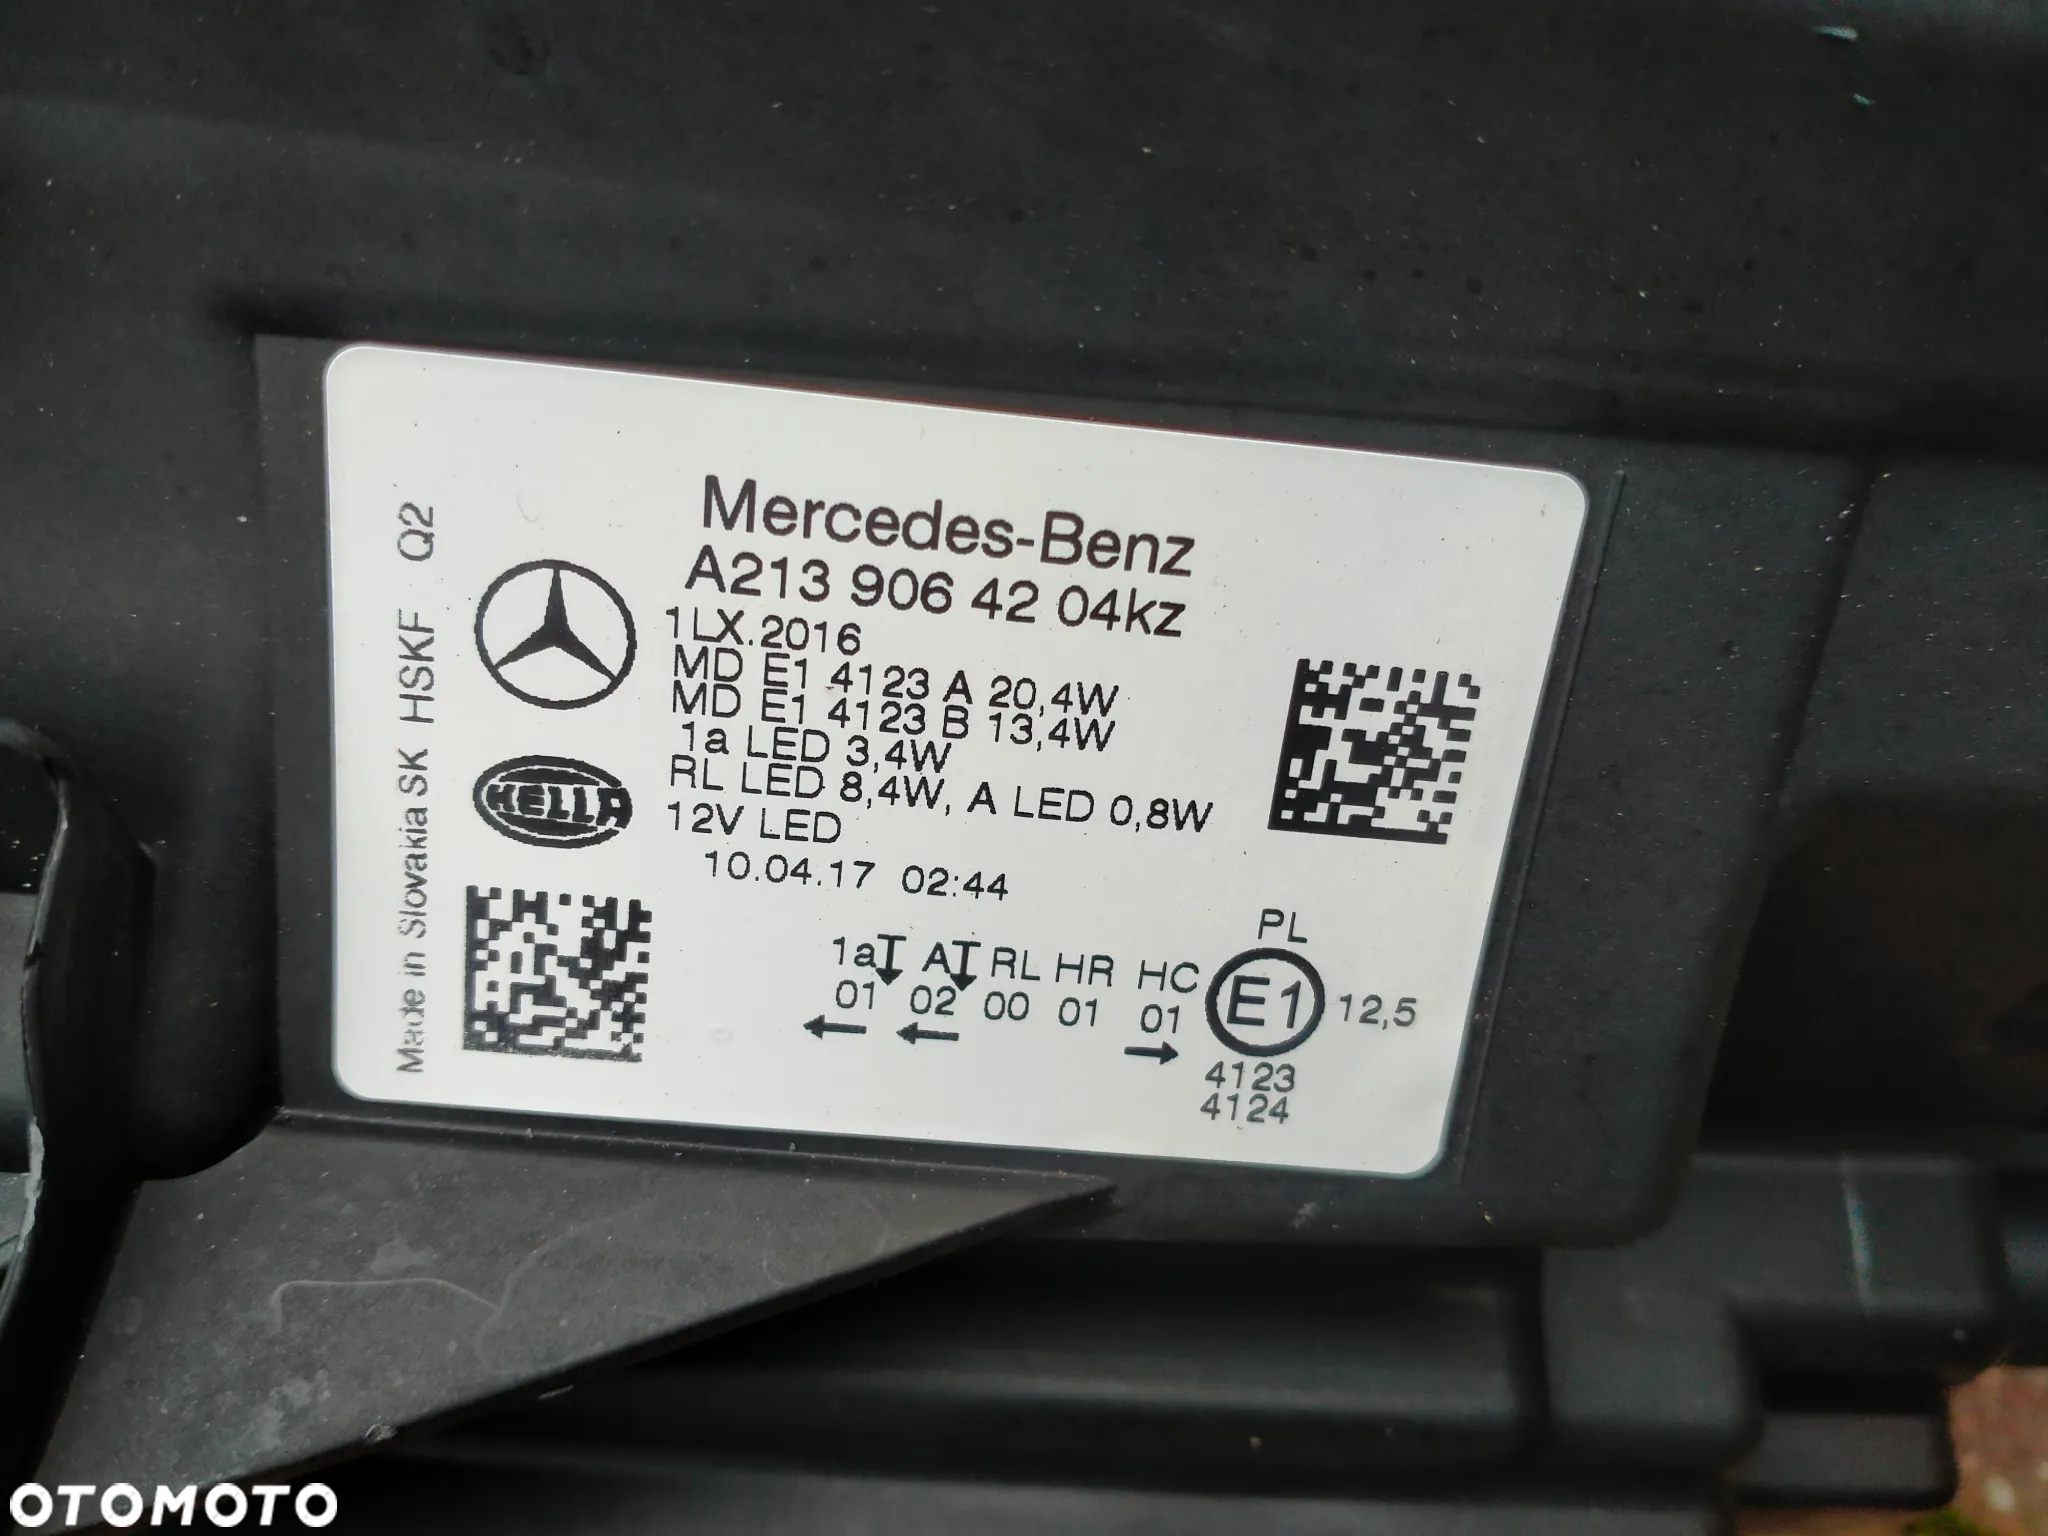 Mercedes-Benz
A213 906 42 04kz
1LX.2016
MD E1 4123 A 20,4W
MD E1 4123 B 13,4W
1a LED 3,4W
RL LED 8,4W, A LED 0,8W
12V LED
10.04.17 02:44
HELLA
Made in Slovakia SK HSKF Q2
1a A RL HR HC
01 02 00 01 01
PL
E1
12,5
4123
4124
OTOMOTO